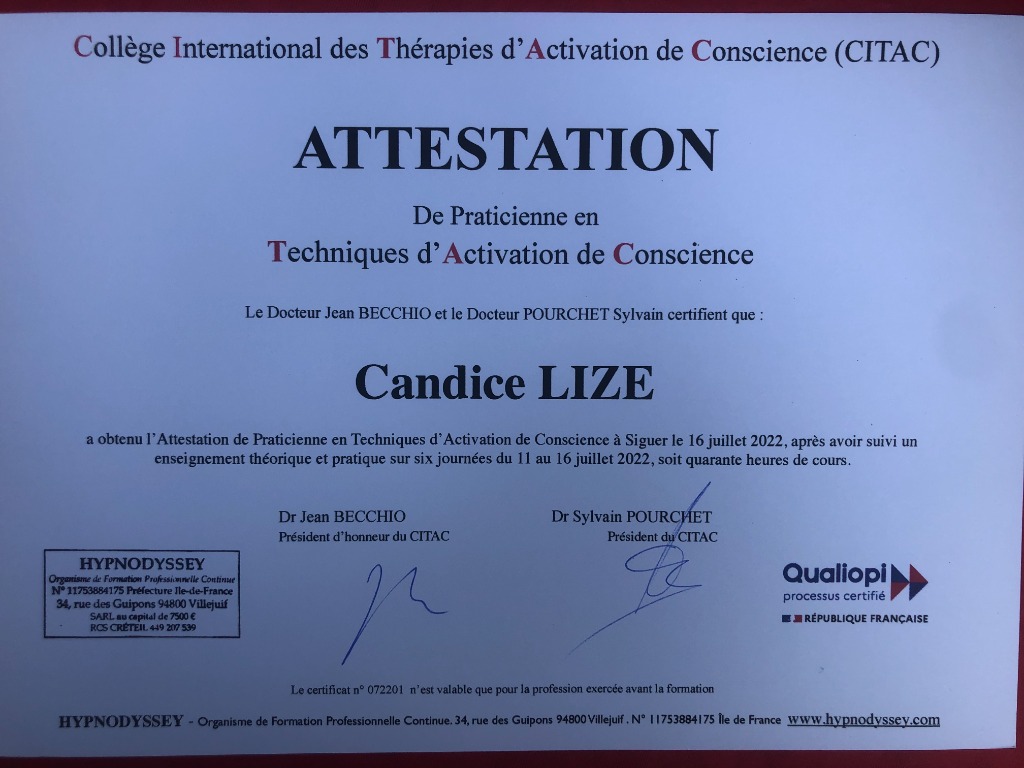 Collège International des Thérapies d'Activation de Conscience (CITAC)
ATTESTATION
De Praticienne en
Techniques d'Activation de Conscience
Le Docteur Jean BECCHIO et le Docteur POURCHET Sylvain certifient que :
Candice LIZE
a obtenu l'Attestation de Praticienne en Techniques d'Activation de Conscience à Siguer le 16 juillet 2022, après avoir suivi un
enseignement théorique et pratique sur six journées du 11 au 16 juillet 2022, soit quarante heures de cours.
Dr Jean BECCHIO
Président d'honneur du CITAC
Dr Sylvain POURCHET
Président du CITAC
HYPNODYSSEY
Organisme de Formation Professionnelle Continue
N° 11753884175 Préfecture Ile-de-France
34, rue des Guipons 94800 Villejuif
SARL au capital de 7500 €
RCS CRÉTEIL 449 207 539
Qualiopi
processus certifié
RÉPUBLIQUE FRANÇAISE
Le certificat n° 072201 n'est valable que pour la profession exercée avant la formation
HYPNODYSSEY - Organisme de Formation Professionnelle Continue. 34, rue des Guipons 94800 Villejuif . N° 11753884175 Île de France www.hypnodyssey.com